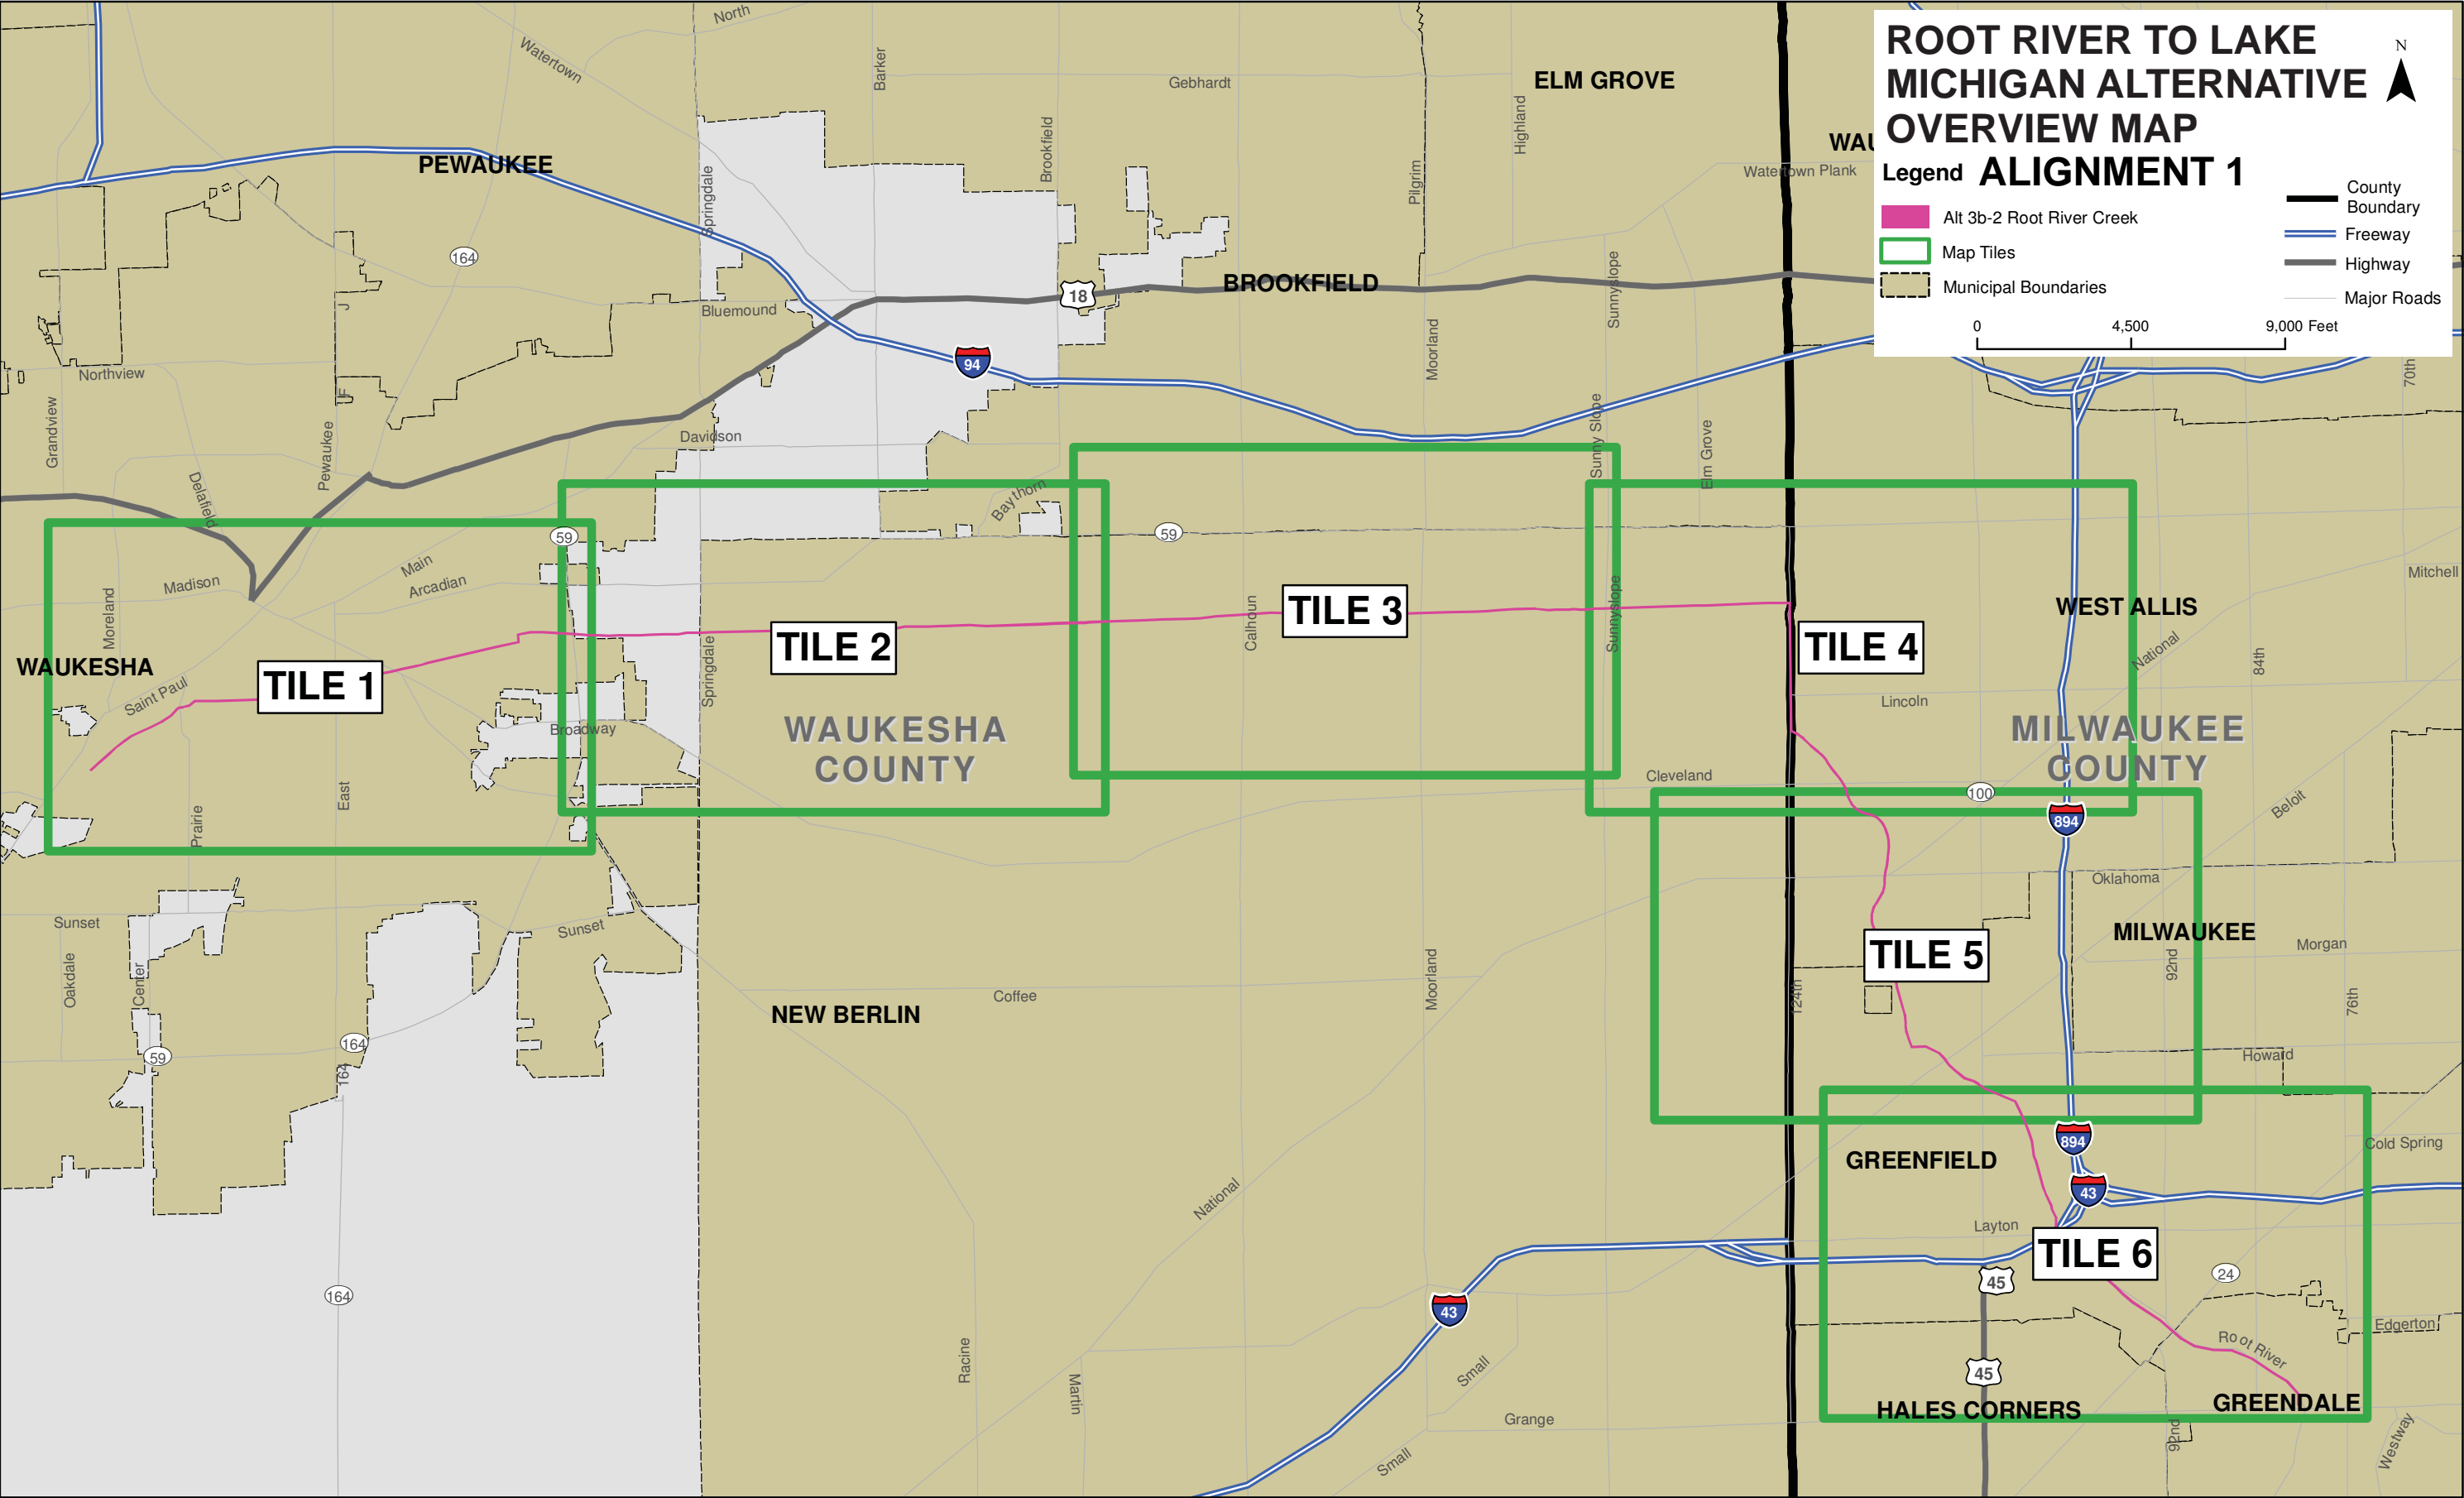 ROOT RIVER TO LAKE
MICHIGAN ALTERNATIVE
OVERVIEW MAP
N
Legend ALIGNMENT 1
Alt 3b-2 Root River Creek
Map Tiles
Municipal Boundaries
County
Boundary
Freeway
Highway
Major Roads
0 4,500 9,000 Feet
North
Watertown
Barker
Gebhardt
ELM GROVE
Highland
Brookfield
WAU
Watertown Plank
PEWAUKEE
Springdale
Pilgrim
164
J
BROOKFIELD
18
Sunnyslope
Bluemound
94
Moorland
Northview
F
70th
Grandview
Pewaukee
Davidson
Sunny Slope
Elm Grove
Delafield
Baythorn
59
59
Main
Madison
Arcadian
Mitchell
Moreland
TILE 3
Calhoun
Sunnyslope
WEST ALLIS
TILE 2
TILE 4
National
84th
WAUKESHA
TILE 1
Saint Paul
Springdale
Lincoln
Broadway
WAUKESHA
COUNTY
MILWAUKEE
COUNTY
Cleveland
100
East
Prairie
894
Beloit
Oklahoma
Sunset
Sunset
MILWAUKEE
Morgan
TILE 5
Oakdale
Center
Coffee
Moorland
124th
92nd
76th
NEW BERLIN
59
164
164
Howard
894
Cold Spring
GREENFIELD
43
National
Layton
TILE 6
164
45
24
43
Edgerton
Root River
Racine
Small
45
Martin
HALES CORNERS
GREENDALE
Grange
92nd
Westway
Small